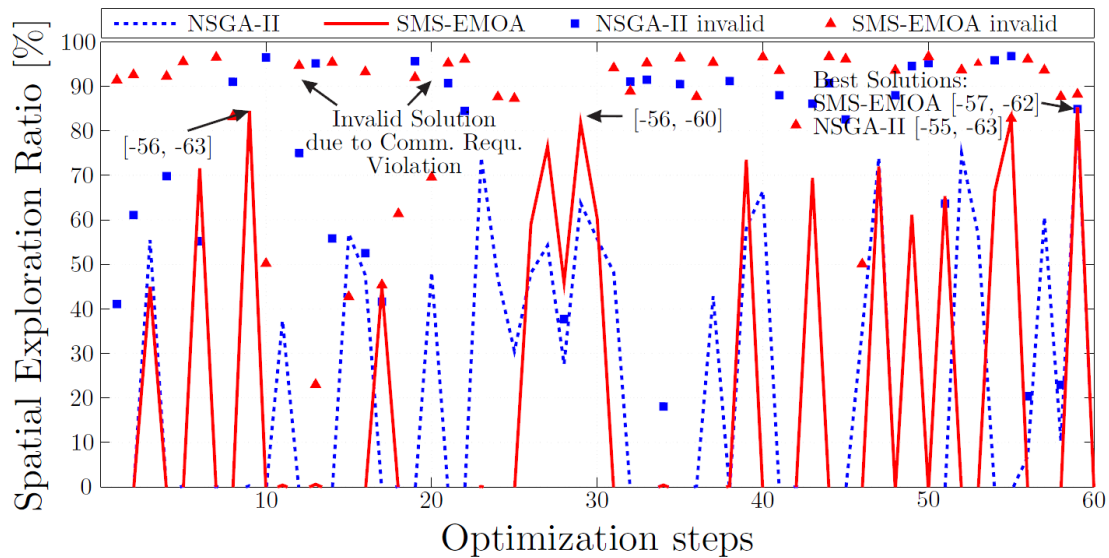 NSGA-II SMS-EMOA NSGA-II invalid SMS-EMOA invalid
Spatial Exploration Ratio [%]
100
90
80
70
60
50
40
30
20
10
0
[-56, -63]
Invalid Solution
due to Comm. Requ.
Violation
[-56, -60]
Best Solutions:
SMS-EMOA [-57, -62]
NSGA-II [-55, -63]
10 20 30 40 50 60
Optimization steps